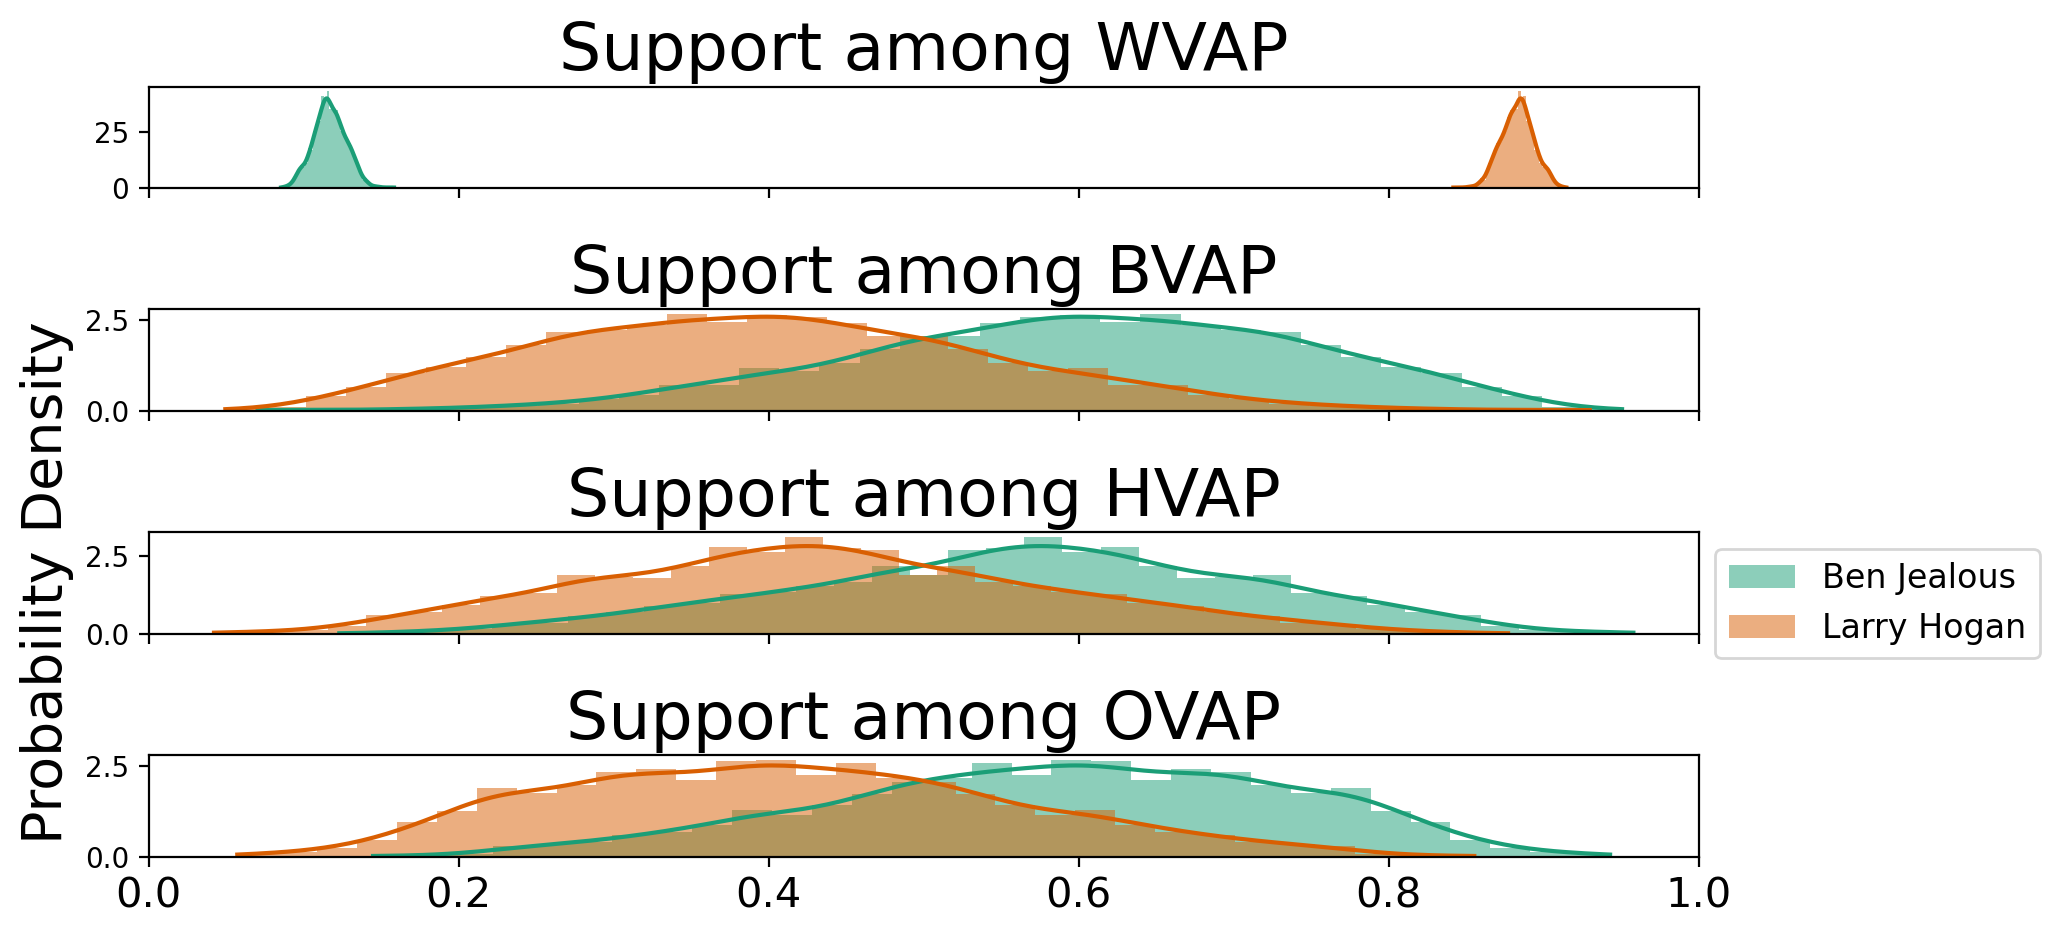 Support among WVAP
25
0
Support among BVAP
2.5
0.0
Support among HVAP
2.5
0.0
Support among OVAP
2.5
0.0
0.0 0.2 0.4 0.6 0.8 1.0
Probability Density
Ben Jealous
Larry Hogan